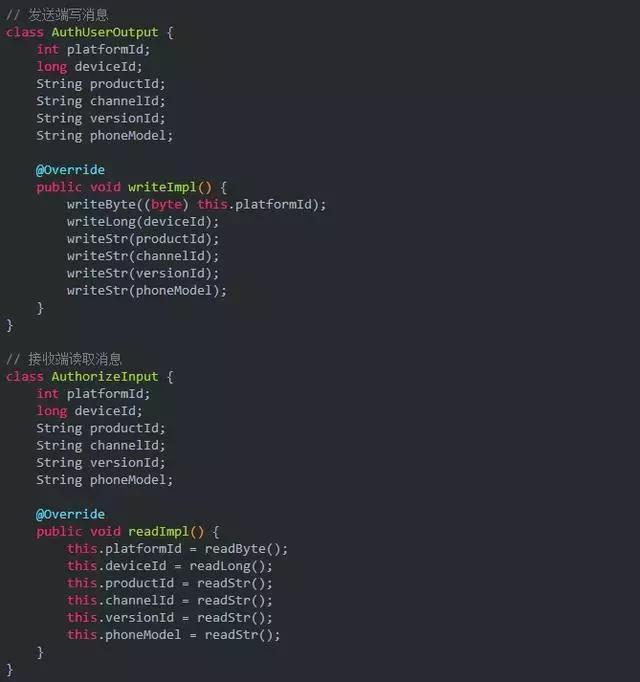 // 发送端写消息
class AuthUserOutput {
    int platformId;
    long deviceId;
    String productId;
    String channelId;
    String versionId;
    String phoneModel;

    @Override
    public void writeImpl() {
        writeByte((byte) this.platformId);
        writeLong(deviceId);
        writeStr(productId);
        writeStr(channelId);
        writeStr(versionId);
        writeStr(phoneModel);
    }
}

// 接收端读取消息
class AuthorizeInput {
    int platformId;
    long deviceId;
    String productId;
    String channelId;
    String versionId;
    String phoneModel;

    @Override
    public void readImpl() {
        this.platformId = readByte();
        this.deviceId = readLong();
        this.productId = readStr();
        this.channelId = readStr();
        this.versionId = readStr();
        this.phoneModel = readStr();
    }
}